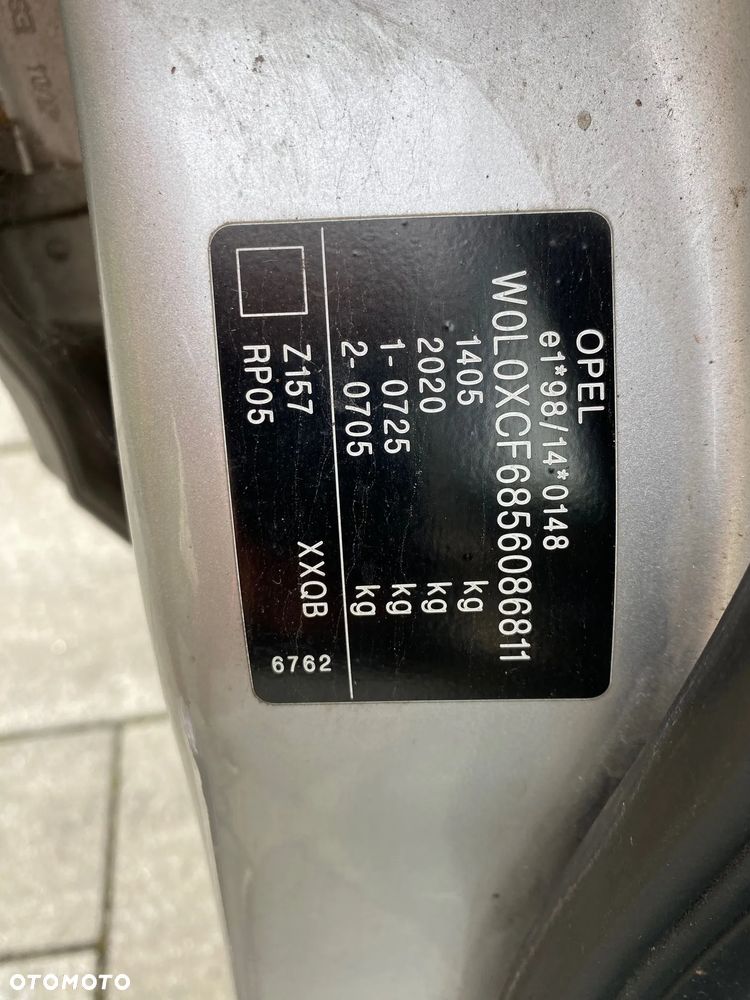 OPEL
e1*98/14*0148
W0L0XCF6856086811
1405 kg
2020 kg
1- 0725 kg
2- 0705 kg
Z157 XXQB
RP05 6762
OTOMOTO